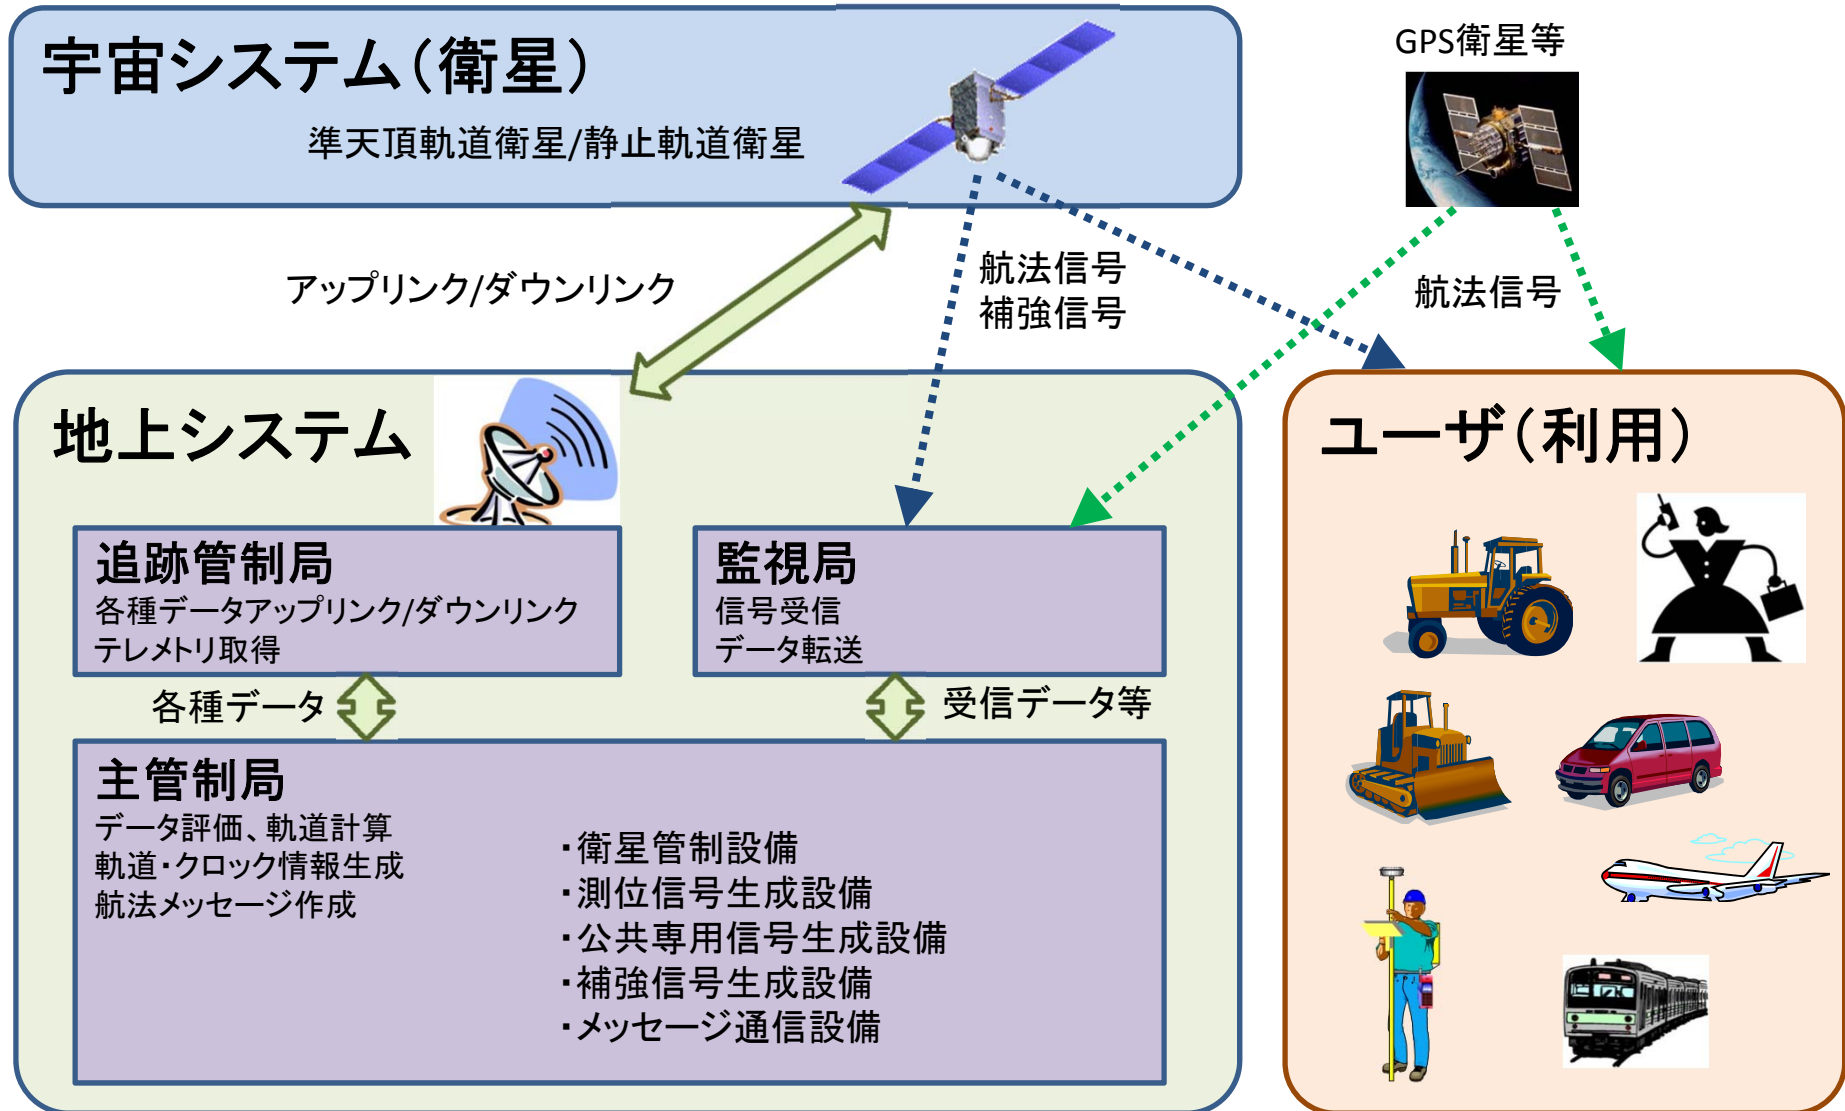 宇宙システム(衛星)
準天頂軌道衛星/静止軌道衛星
GPS衛星等
アップリンク/ダウンリンク
航法信号
補強信号
航法信号
地上システム
追跡管制局
各種データアップリンク/ダウンリンク
テレメトリ取得
監視局
信号受信
データ転送
各種データ
受信データ等
主管制局
データ評価、軌道計算
軌道・クロック情報生成
航法メッセージ作成
・衛星管制設備
・測位信号生成設備
・公共専用信号生成設備
・補強信号生成設備
・メッセージ通信設備
ユーザ(利用)